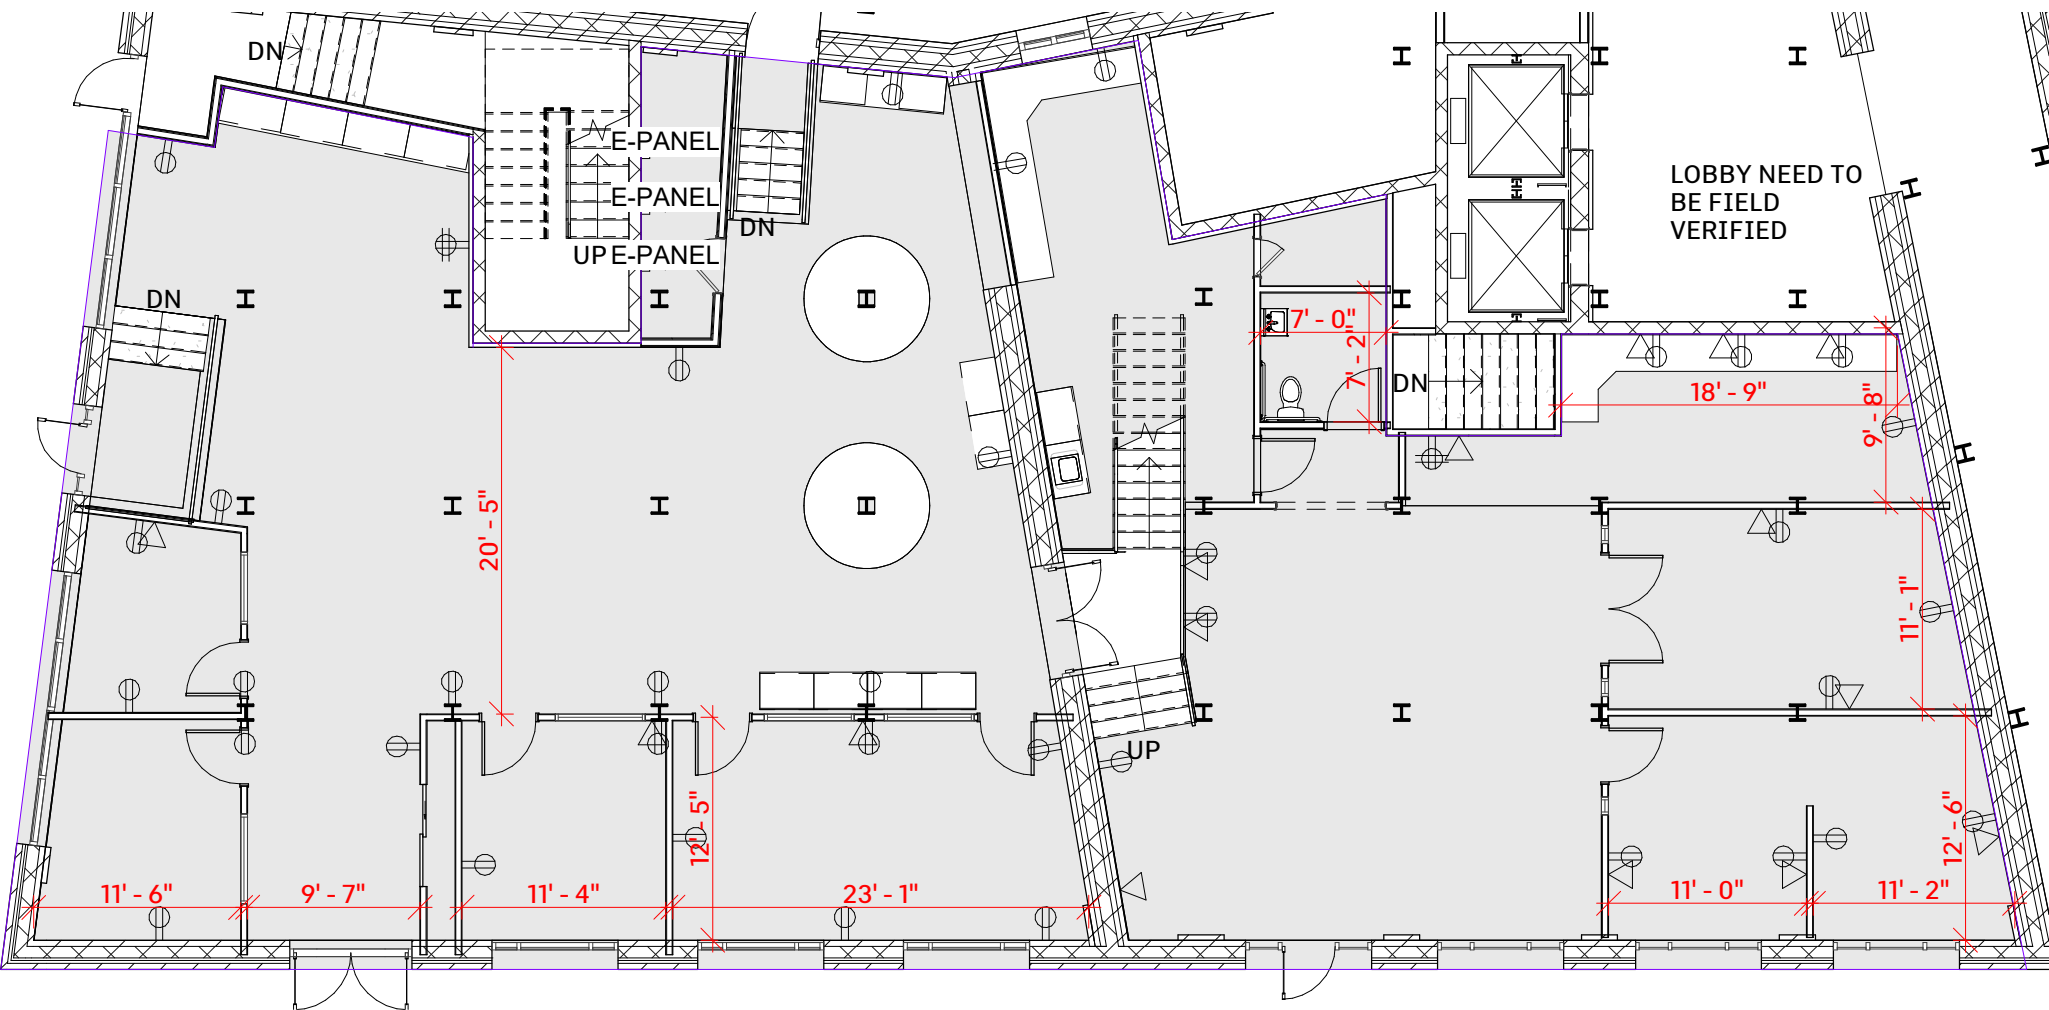 DN
E-PANEL
E-PANEL
UP E-PANEL
DN
DN
LOBBY NEED TO
BE FIELD
VERIFIED
7' - 0"
7' - 2"
DN
18' - 9"
9' - 8"
20' - 5"
11' - 1"
UP
12' - 5"
12' - 6"
11' - 6"
9' - 7"
11' - 4"
23' - 1"
11' - 0"
11' - 2"